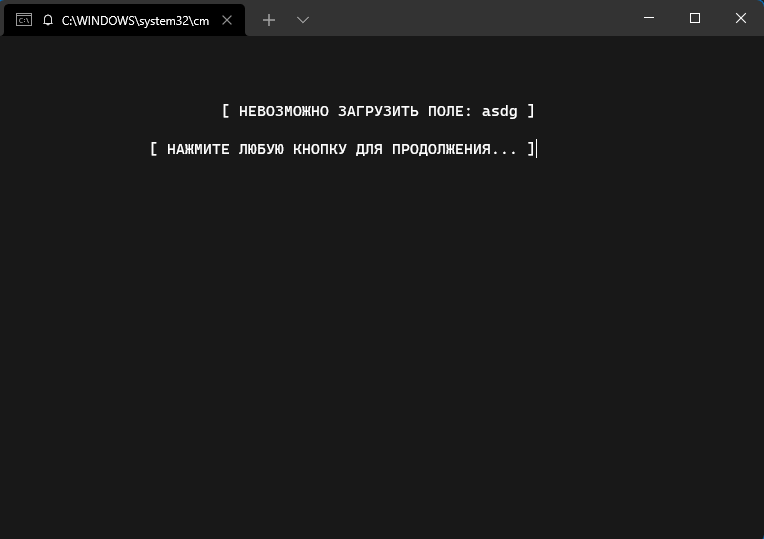 C:\WINDOWS\system32\cm
[ НЕВОЗМОЖНО ЗАГРУЗИТЬ ПОЛЕ: asdg ]
[ НАЖМИТЕ ЛЮБУЮ КНОПКУ ДЛЯ ПРОДОЛЖЕНИЯ... ]